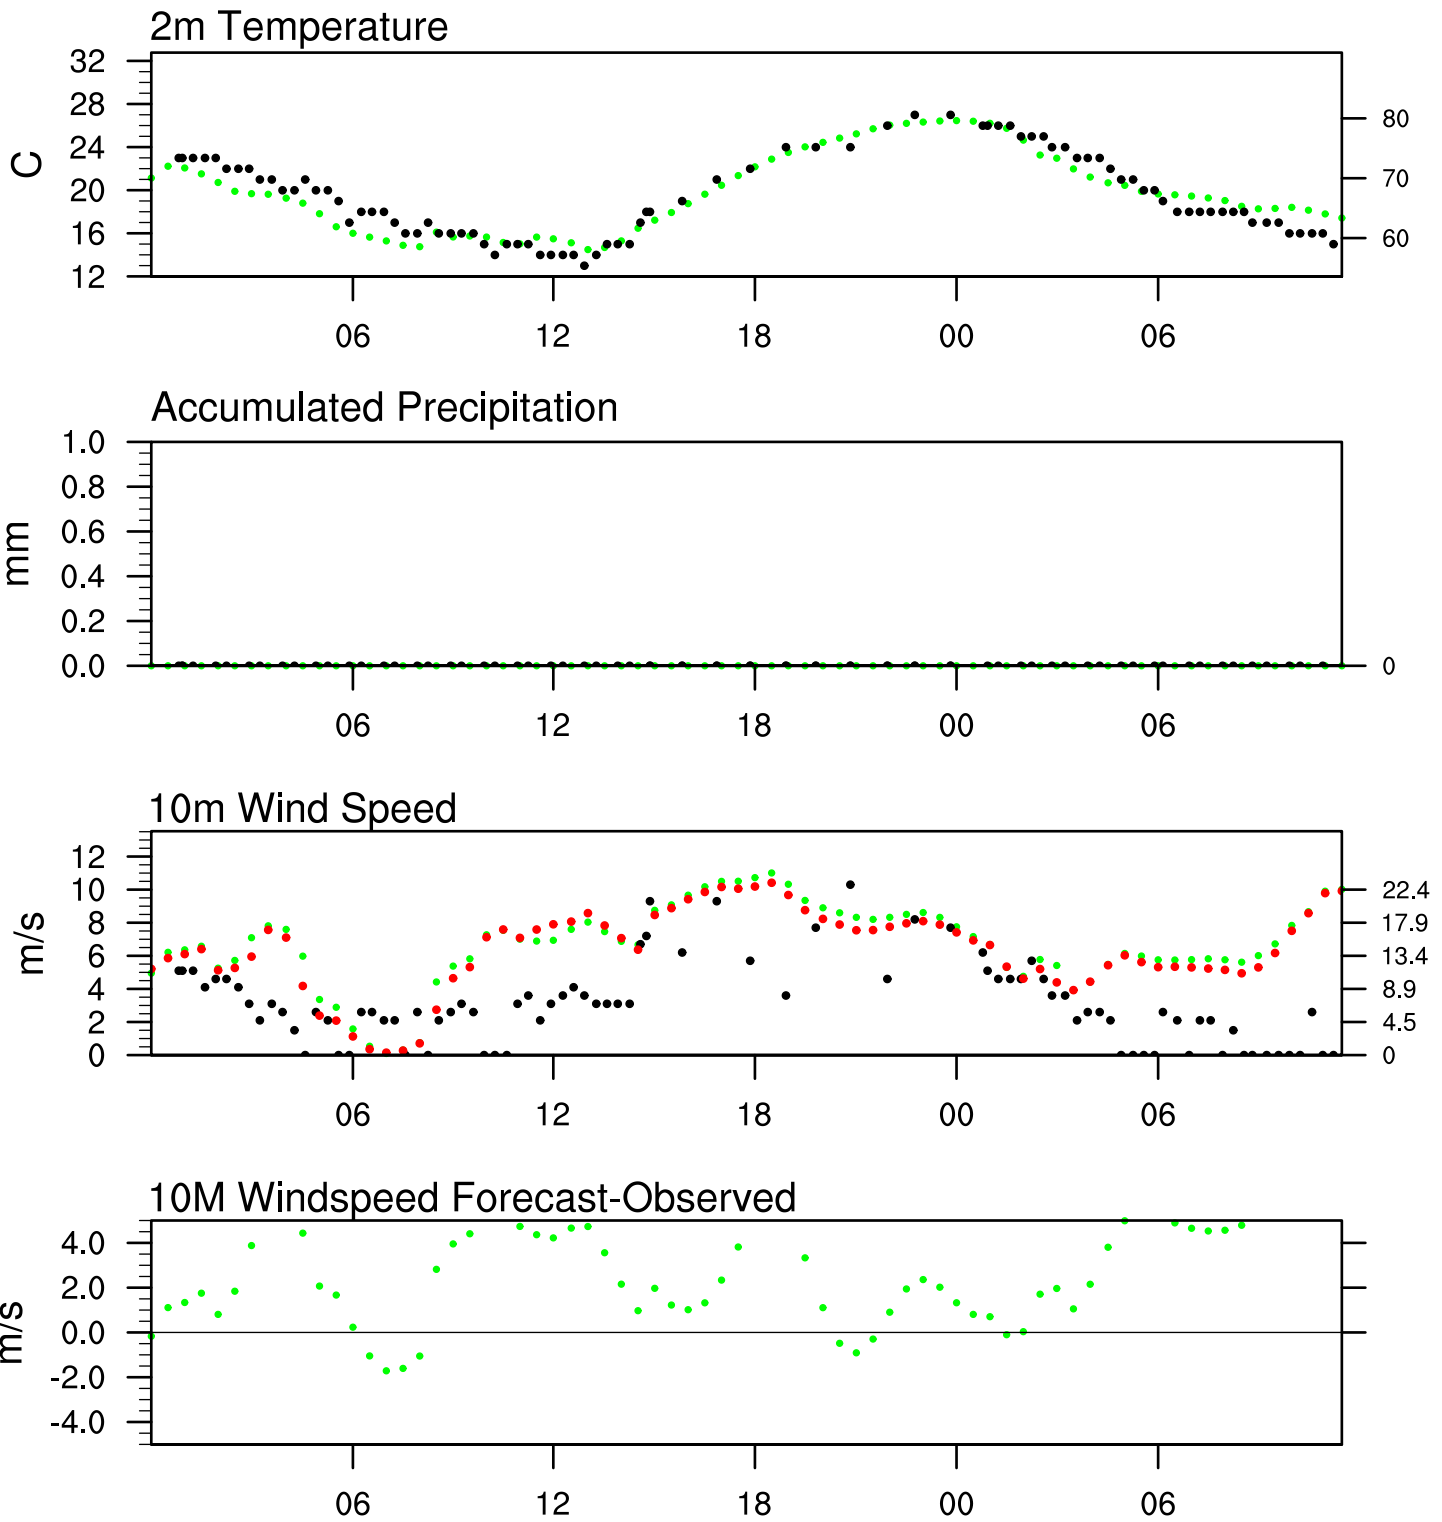 2m Temperature
32
28
24
20
16
12
C
80
70
60
06 12 18 00 06
Accumulated Precipitation
1.0
0.8
0.6
0.4
0.2
0.0
mm
0
06 12 18 00 06
10m Wind Speed
12
10
8
6
4
2
0
m/s
22.4
17.9
13.4
8.9
4.5
0
06 12 18 00 06
10M Windspeed Forecast-Observed
4.0
2.0
0.0
-2.0
-4.0
m/s
06 12 18 00 06